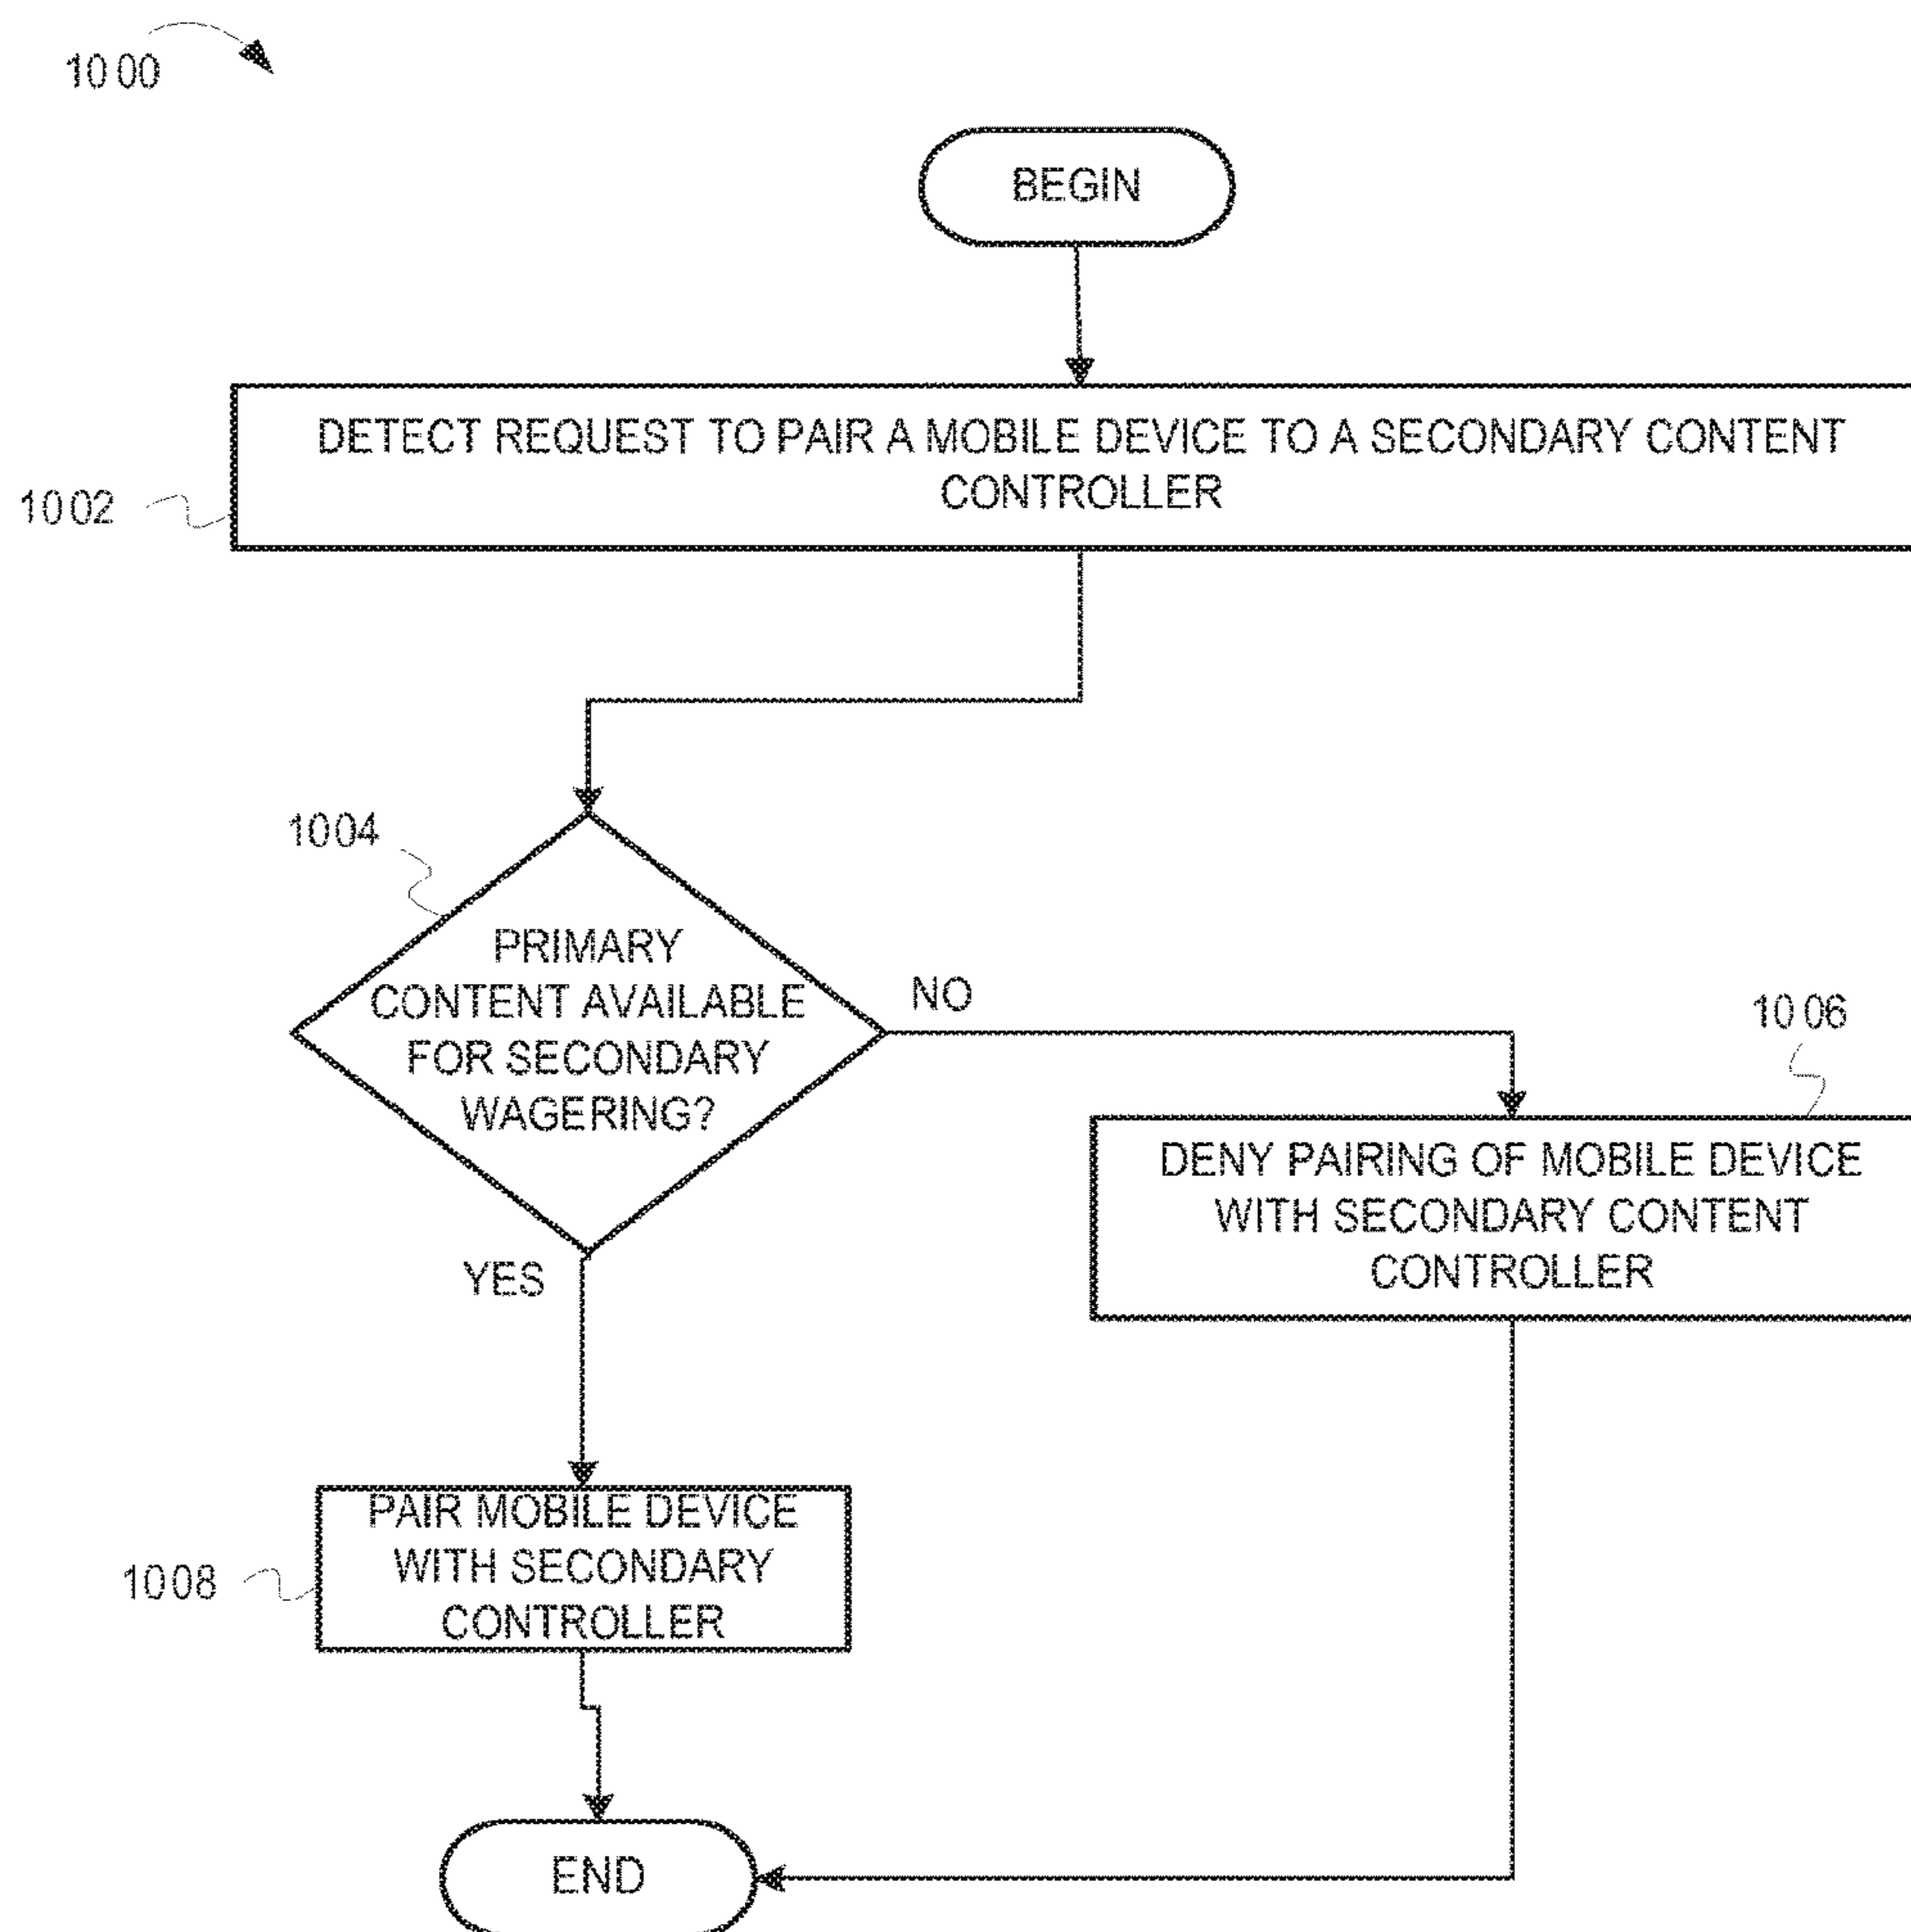 1000
BEGIN
DETECT REQUEST TO PAIR A MOBILE DEVICE TO A SECONDARY CONTENT
CONTROLLER
1002
1004
PRIMARY
CONTENT AVAILABLE
FOR SECONDARY
WAGERING?
NO
1006
DENY PAIRING OF MOBILE DEVICE
WITH SECONDARY CONTENT
CONTROLLER
YES
PAIR MOBILE DEVICE
WITH SECONDARY
CONTROLLER
1008
END